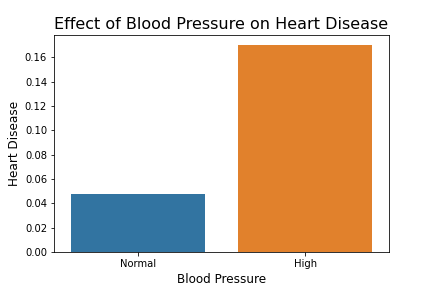 Effect of Blood Pressure on Heart Disease
Heart Disease
0.16
0.14
0.12
0.10
0.08
0.06
0.04
0.02
0.00
Normal
High
Blood Pressure